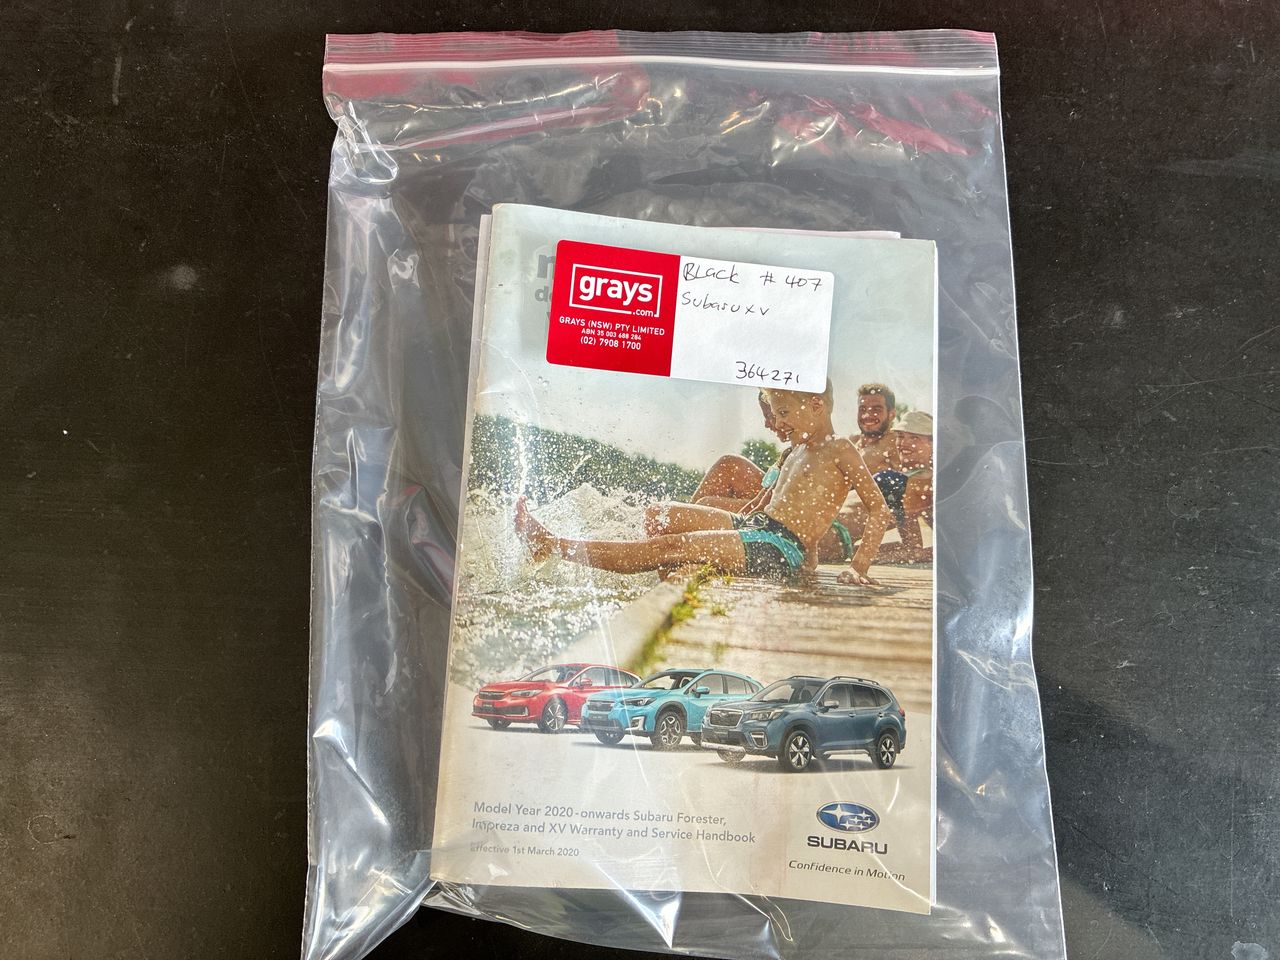 grays
.com
GRAYS (NSW) PTY LIMITED
ABN 35 003 688 284
(02) 7908 1700
BLack # 407
Subaru XV
364271
Model Year 2020-onwards Subaru Forester,
Impreza and XV Warranty and Service Handbook
Effective 1st March 2020
SUBARU
Confidence in Motion